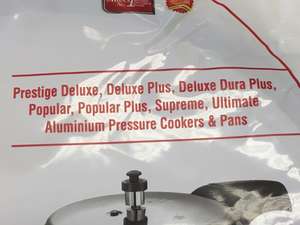 Prestige Deluxe, Deluxe Plus, Deluxe Dura Plus,
Popular, Popular Plus, Supreme, Ultimate
Aluminium Pressure Cookers & Pans